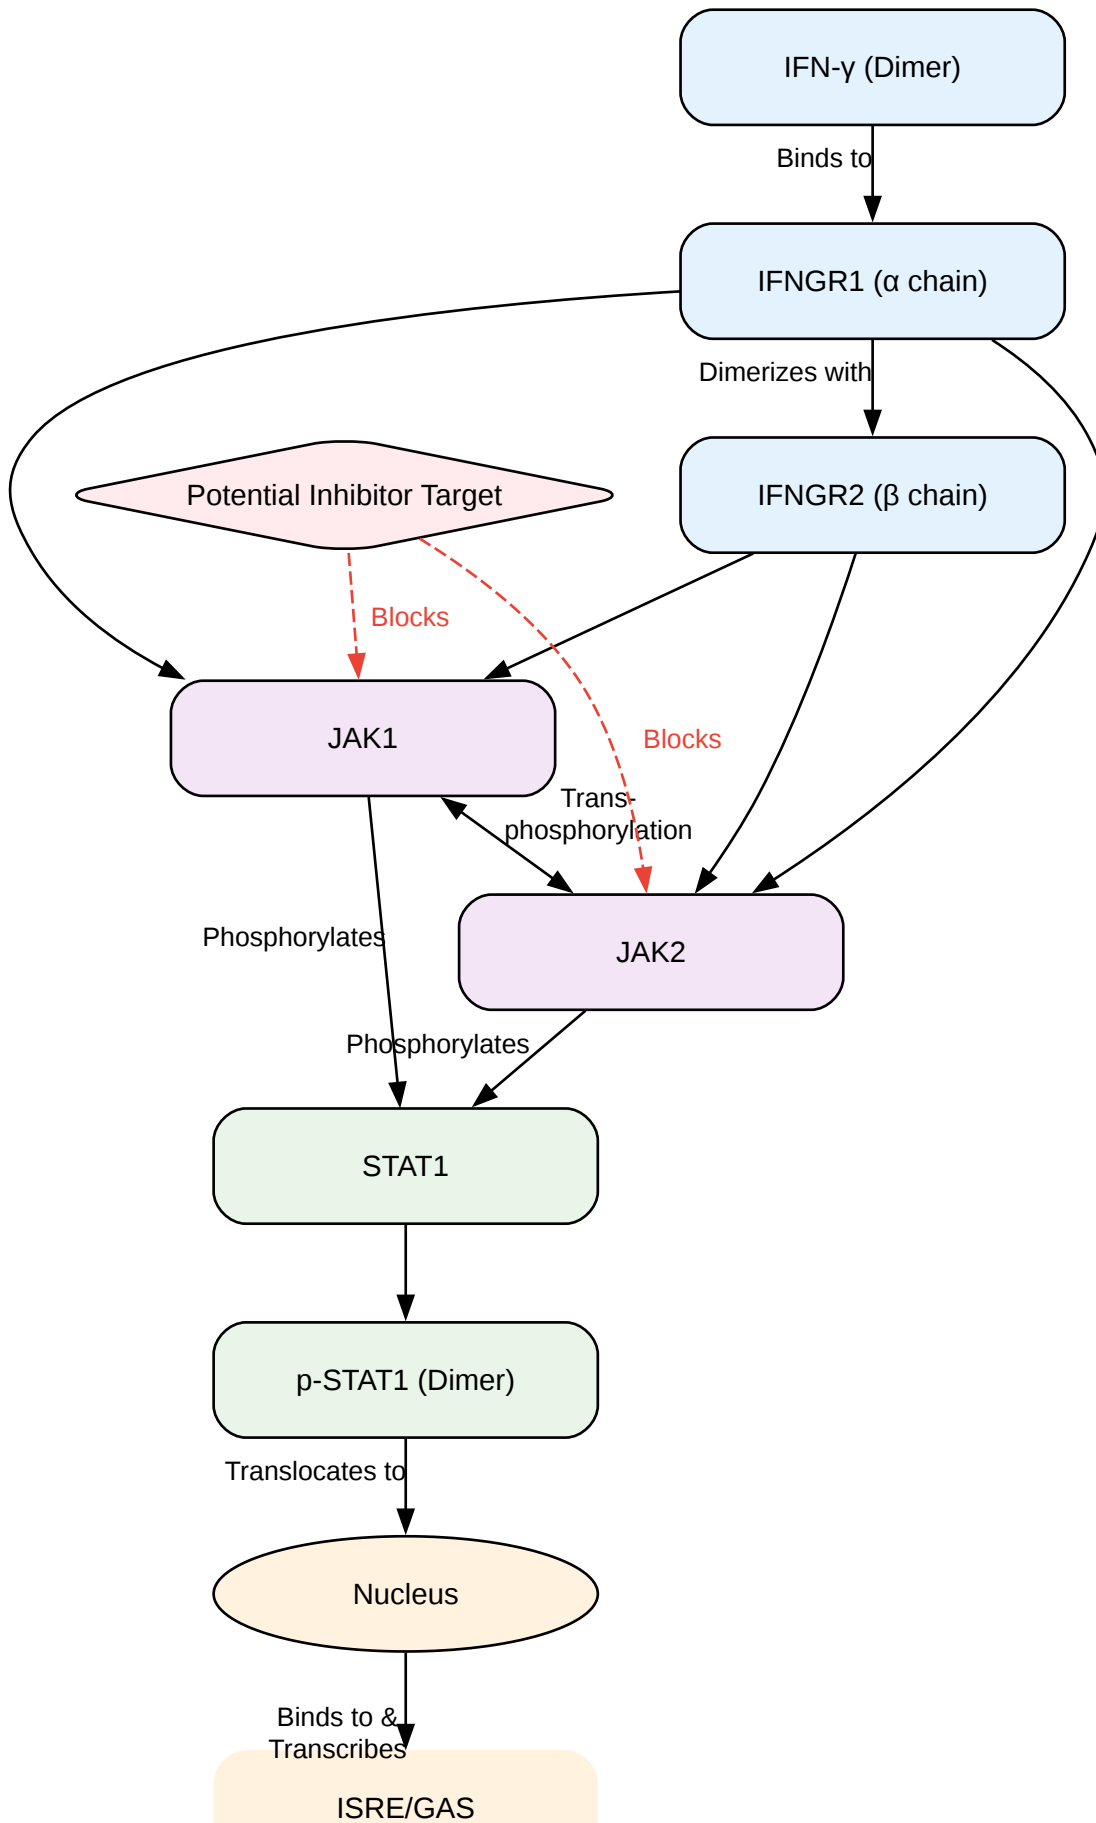 IFN-γ (Dimer)
Binds to
IFNGR1 (α chain)
Dimerizes with
Potential Inhibitor Target
IFNGR2 (β chain)
Blocks
JAK1
Blocks
Trans-
phosphorylation
Phosphorylates
JAK2
Phosphorylates
STAT1
p-STAT1 (Dimer)
Translocates to
Nucleus
Binds to &
Transcribes
ISRE/GAS